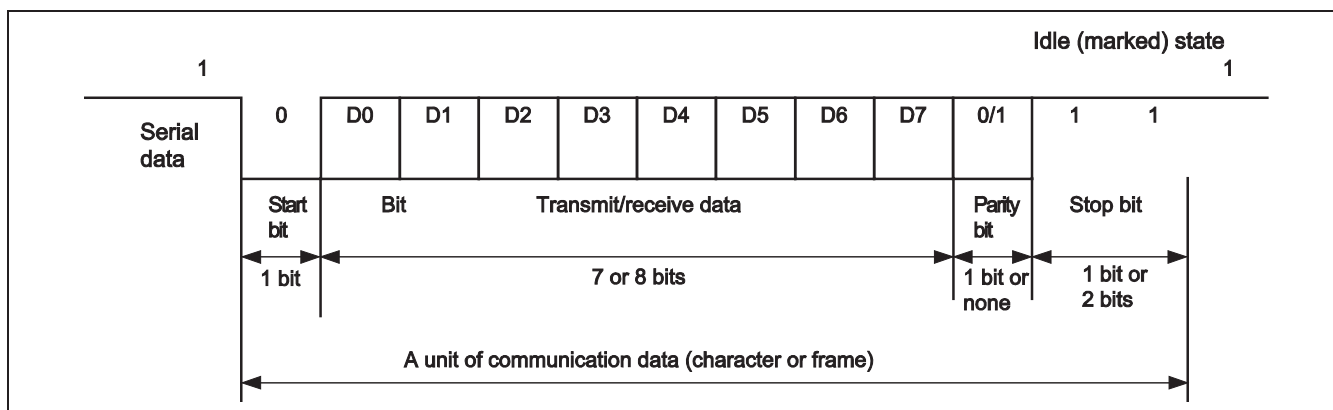 Idle (marked) state
1 1
0 D0 D1 D2 D3 D4 D5 D6 D7 0/1 1 1
Serial
data
Start
bit
Bit Transmit/receive data
Parity
bit
Stop bit
1 bit
7 or 8 bits
1 bit or
none
1 bit or
2 bits
A unit of communication data (character or frame)